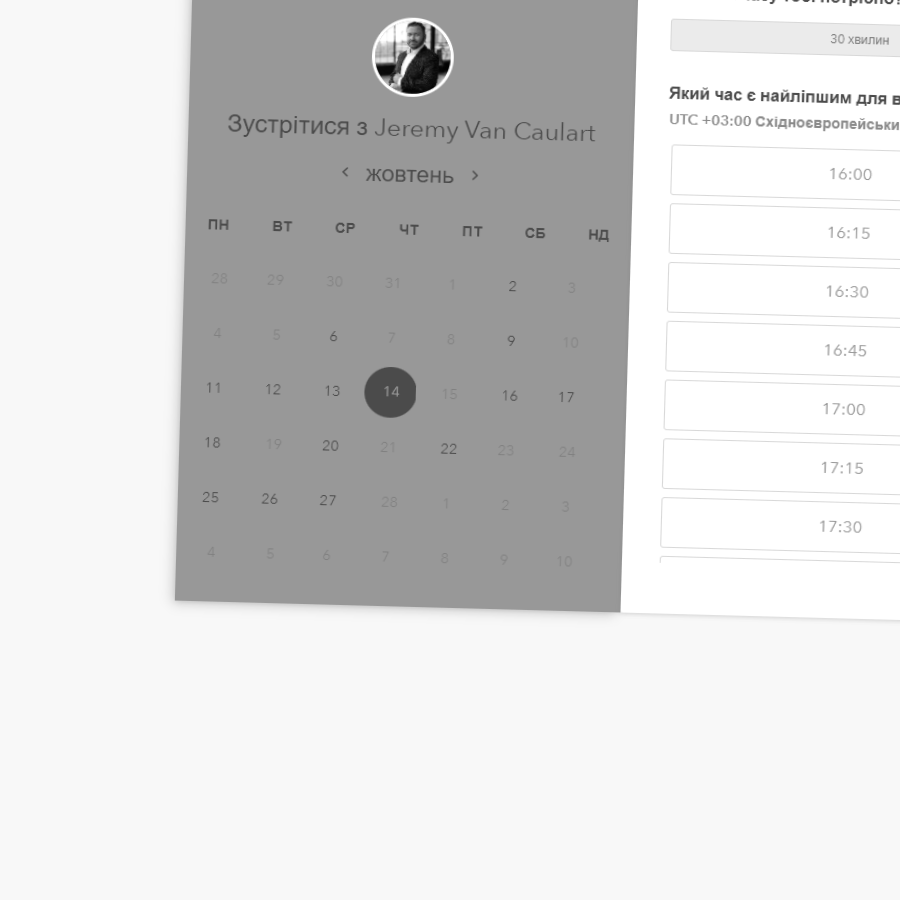 Зустрітися з Jeremy Van Caulart
жовтень
ПН ВТ СР ЧТ ПТ СБ НД
28 29 30 31 1 2 3
4 5 6 7 8 9 10
11 12 13 14 15 16 17
18 19 20 21 22 23 24
25 26 27 28 1 2 3
4 5 6 7 8 9 10
30 хвилин
Який час є найліпшим для
UTC +03:00
16:00
16:15
16:30
16:45
17:00
17:15
17:30